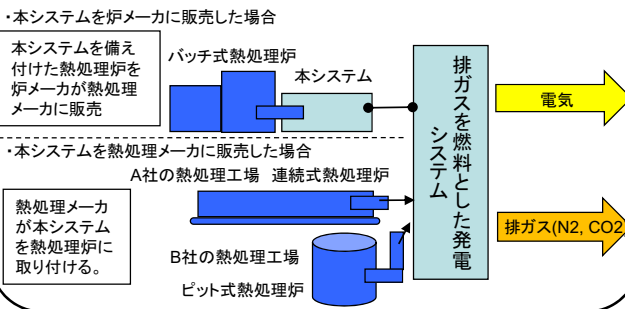 ・本システムを炉メーカに販売した場合
本システムを備え
付けた熱処理炉を
炉メーカが熱処理
メーカに販売
バッチ式熱処理炉
本システム
・本システムを熱処理メーカに販売した場合
A社の熱処理工場 連続式熱処理炉
熱処理メーカ
が本システム
を熱処理炉に
取り付ける。
B社の熱処理工場
ピット式熱処理炉
排ガスを燃料とした発電
システム
電気
排ガス(N2, CO2)